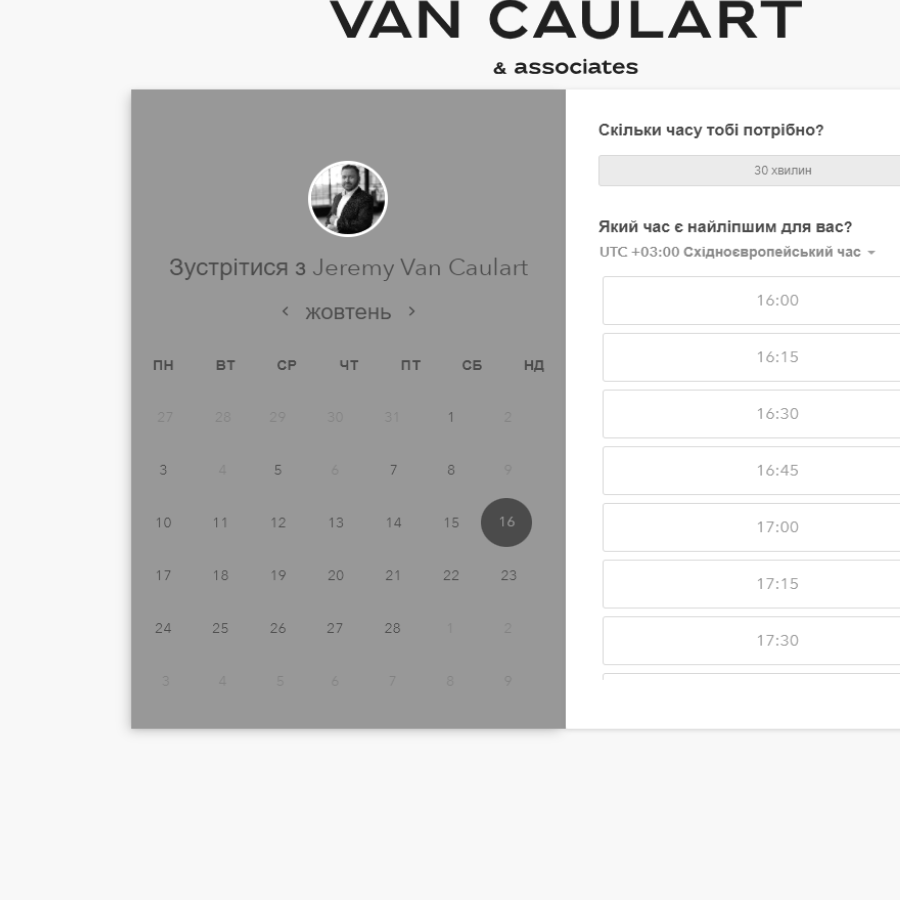 VAN CAULART
& associates
Зустрітися з Jeremy Van Caulart
жовтень
ПН ВТ СР ЧТ ПТ СБ НД
27 28 29 30 31 1 2
3 4 5 6 7 8 9
10 11 12 13 14 15 16
17 18 19 20 21 22 23
24 25 26 27 28 1 2
3 4 5 6 7 8 9
Скільки часу тобі потрібно?
30 хвилин
Який час є найліпшим для вас?
UTC +03:00 Східноєвропейський час
16:00
16:15
16:30
16:45
17:00
17:15
17:30